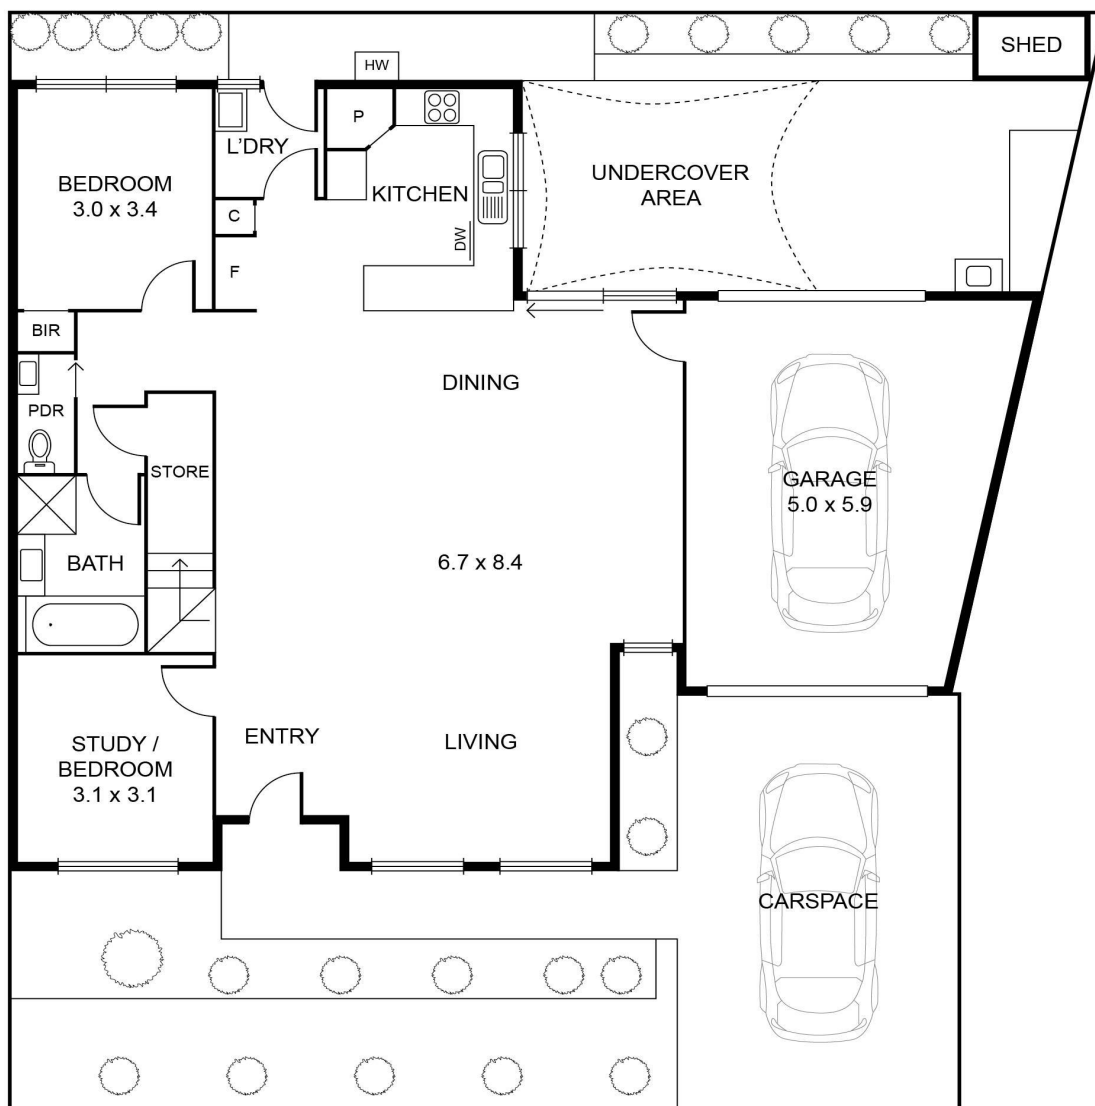 SHED
HW
P
L'DRY
BEDROOM
3.0 x 3.4
KITCHEN
UNDERCOVER
AREA
C
DW
F
BIR
DINING
PDR
STORE
GARAGE
5.0 x 5.9
BATH
6.7 x 8.4
ENTRY
LIVING
STUDY /
BEDROOM
3.1 x 3.1
CARSPACE